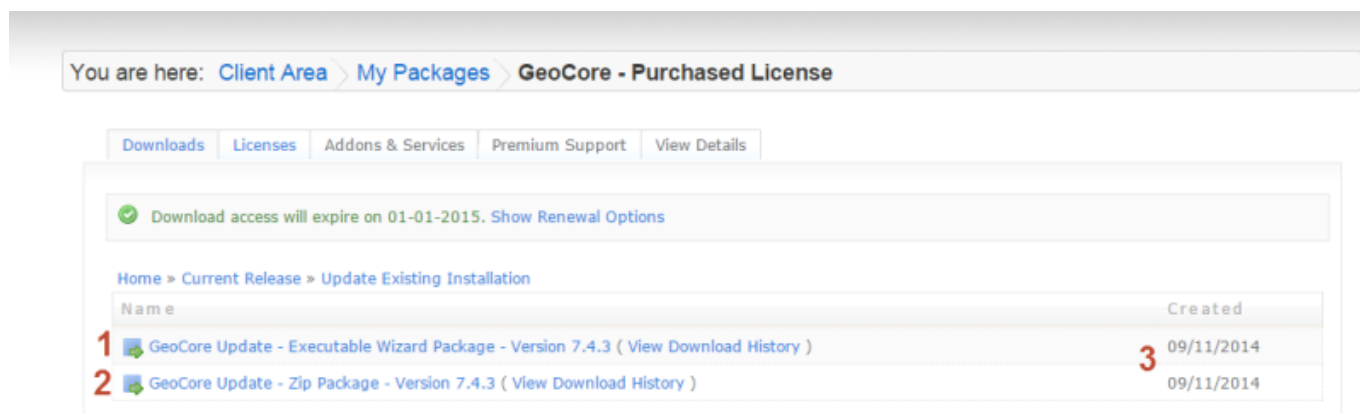 You are here: Client Area My Packages GeoCore - Purchased License
Downloads Licenses Addons & Services Premium Support View Details
Download access will expire on 01-01-2015. Show Renewal Options
Home » Current Release » Update Existing Installation
Name Created
1 GeoCore Update - Executable Wizard Package - Version 7.4.3 ( View Download History ) 3 09/11/2014
2 GeoCore Update - Zip Package - Version 7.4.3 ( View Download History ) 09/11/2014